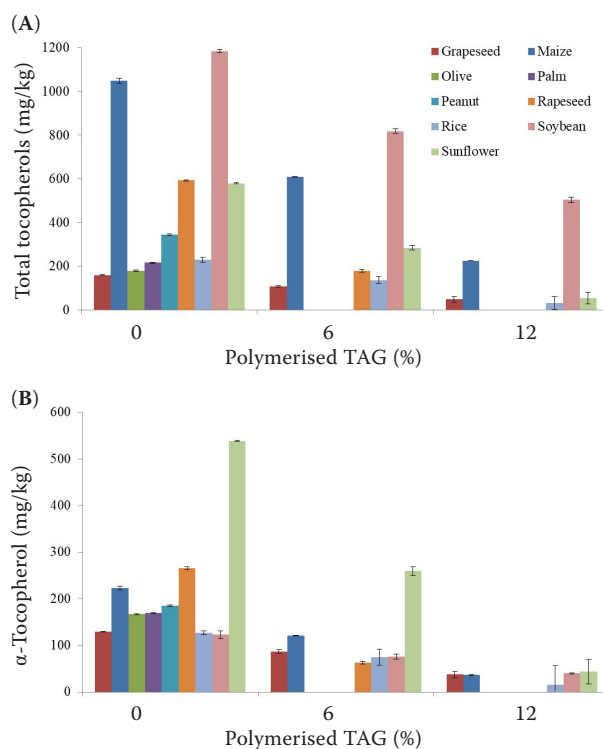 (A)
Total tocopherols (mg/kg)
1200
1000
800
600
400
200
0
Grapeseed Maize
Olive Palm
Peanut Rapeseed
Rice Soybean
Sunflower
0 6 12
Polymerised TAG (%)
(B)
α-Tocopherol (mg/kg)
600
500
400
300
200
100
0
0 6 12
Polymerised TAG (%)